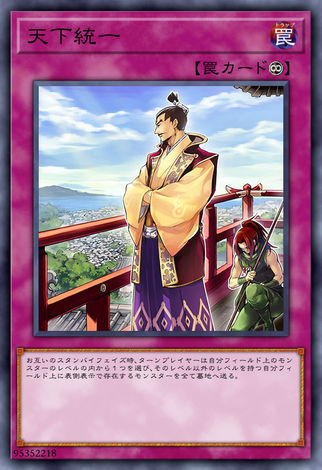 天下統一
トラップ
罠
【罠カード♾】
お互いのスタンバイフェイズ時、ターンプレイヤーは自分フィールド上のモン
スターのレベルの内から１つを選び、そのレベル以外のレベルを持つ自分フィ
ールド上に表側表示で存在するモンスターを全て墓地へ送る。
95352218